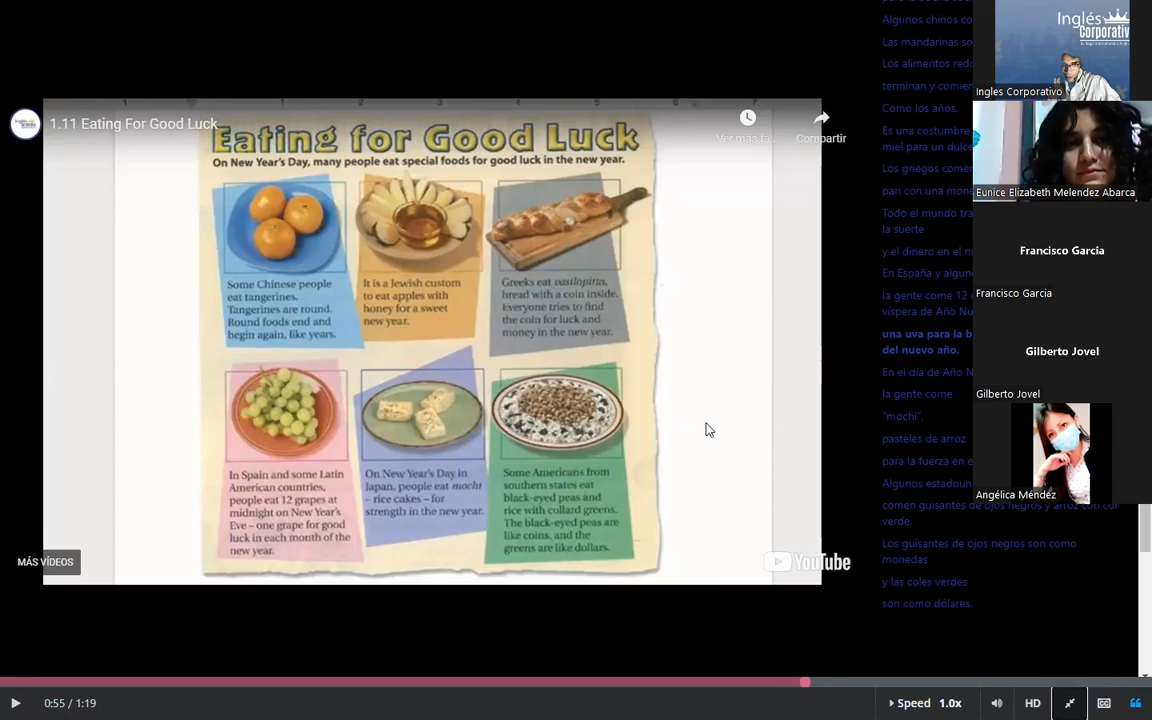 1.11 Eating For Good Luck
Ver más ta...
Compartir
Eating for Good Luck
On New Year's Day, many people eat special foods for good luck in the new year.
Some Chinese people
eat tangerines.
Tangerines are round.
Round foods end and
begin again, like years.
It is a Jewish custom
to eat apples with
honey for a sweet
new year.
Greeks eat vasilopitta,
bread with a coin inside.
Everyone tries to find
the coin for luck and
money in the new year.
In Spain and some Latin
American countries,
people eat 12 grapes at
midnight on New Year's
Eve – one grape for good
luck in each month of the
new year.
On New Year's Day in
Japan, people eat mochi
– rice cakes – for
strength in the new year.
Some Americans from
southern states eat
black-eyed peas and
rice with collard greens.
The black-eyed peas are
like coins, and the
greens are like dollars.
MÁS VÍDEOS
YouTube
Algunos chinos co
Las mandarinas so
Los alimentos redo
terminan y comien
Como los años.
Es una costumbre
miel para un dulce
Los griegos comer
pan con una mone
Todo el mundo tra
la suerte
y el dinero en el n
En España y algun
la gente come 12
víspera de Año Nu
una uva para la b
del nuevo año.
En el día de Año N
la gente come
"mochi",
pasteles de arroz
para la fuerza en e
Algunos estadoun
comen guisantes de ojos negros y arroz con col
verde.
Los guisantes de ojos negros son como
monedas
y las coles verdes
son como dólares.
Inglés
Corporativ
Ingles Corporativo
Eunice Elizabeth Melendez Abarca
Francisco Garcia
Francisco Garcia
Gilberto Jovel
Gilberto Jovel
Angélica Méndez
0:55 / 1:19
Speed 1.0x
HD